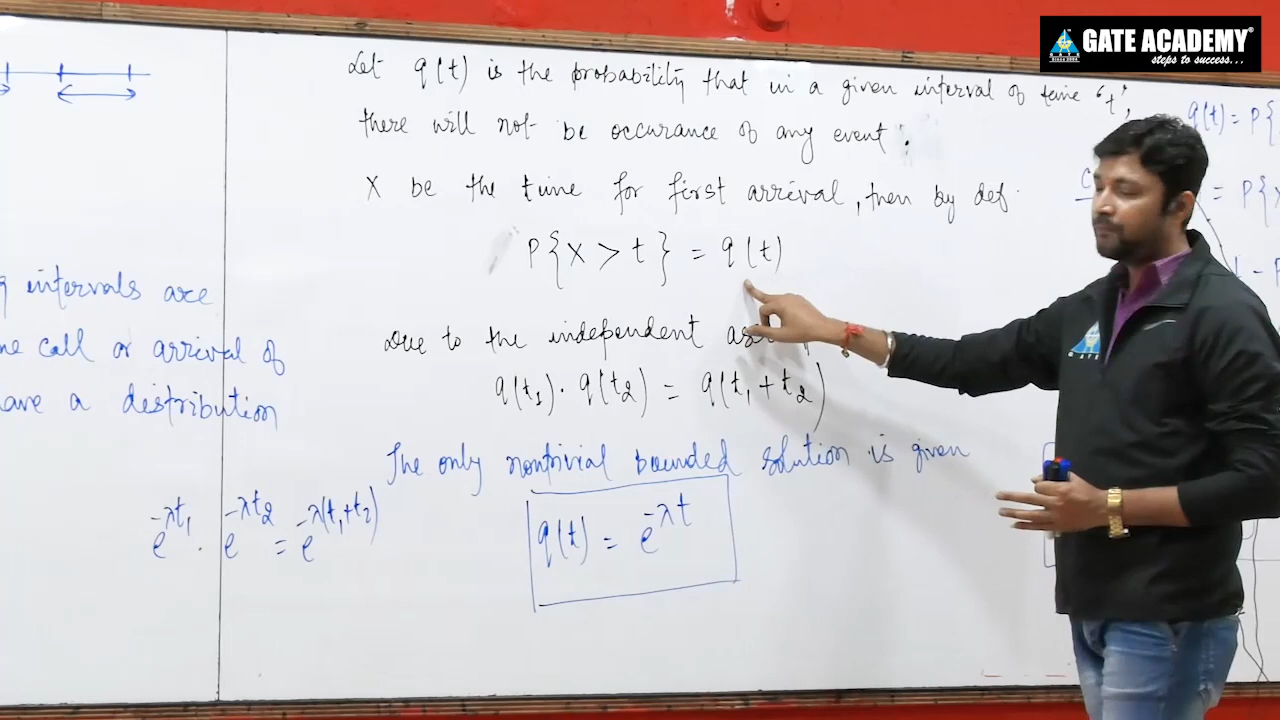 GATE ACADEMY®
steps to success...
Let q(t) is the probability that in a given interval of time 't',
there will not be occurance of any event.
X be the time for first arrival, then by def.
P{X > t} = q(t)
Due to the independent
q(t1) · q(t2) = q(t1 + t2)
The only nontrivial bounded solution is given
q(t) = e^-λt
e^-λt1 · e^-λt2 = e^-λ(t1+t2)
intervals are
call or arrival of
have a distribution
q(t) = P{
= P{X
GATE